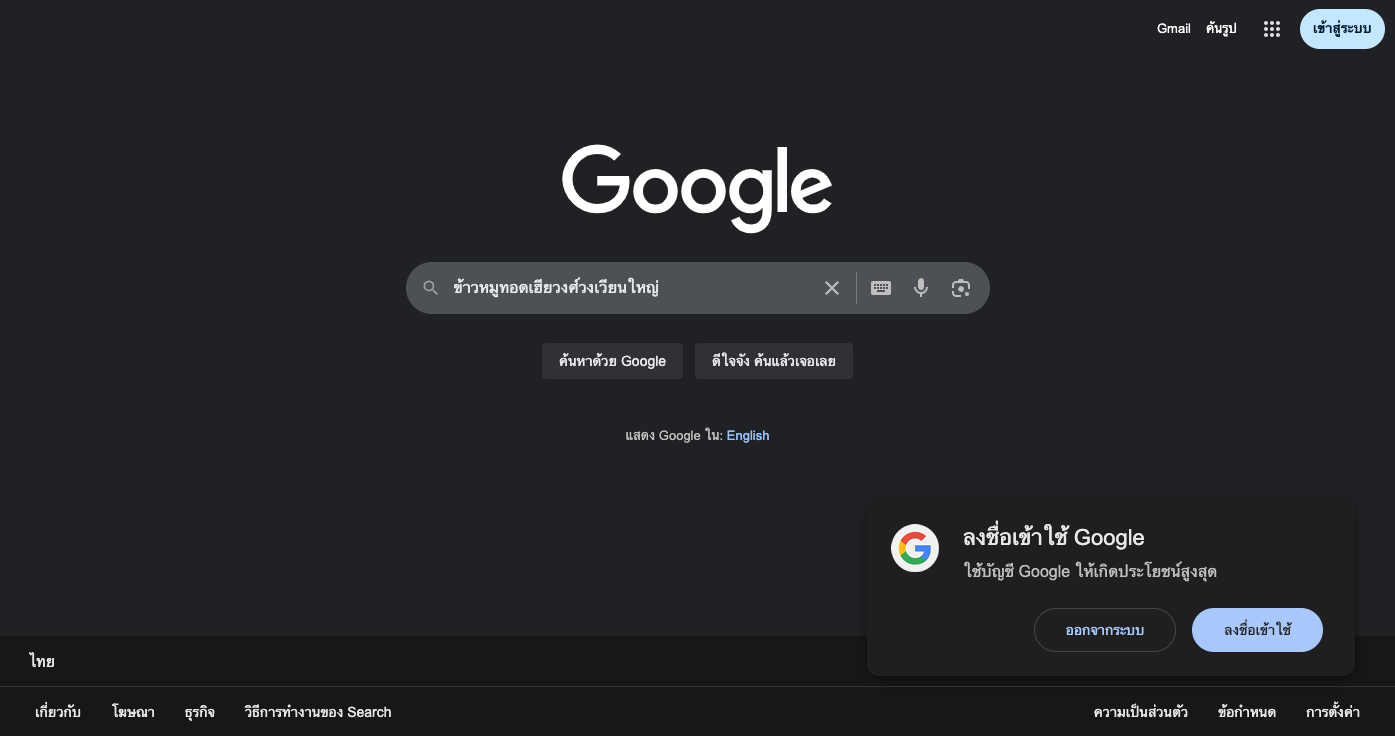 Gmail ค้นรูป เข้าสู่ระบบ
Google
ข้าวหมูทอดเฮียวงศ์วงเวียนใหญ่
ค้นหาด้วย Google ดีใจจัง ค้นแล้วเจอเลย
แสดง Google ใน: English
ลงชื่อเข้าใช้ Google
ใช้บัญชี Google ให้เกิดประโยชน์สูงสุด
ออกจากระบบ ลงชื่อเข้าใช้
ไทย
เกี่ยวกับ โฆษณา ธุรกิจ วิธีการทำงานของ Search ความเป็นส่วนตัว ข้อกำหนด การตั้งค่า